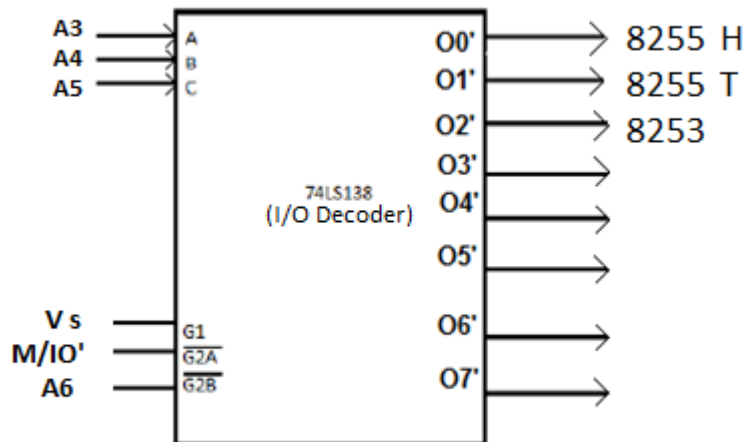 A3
A4
A5
A
B
C
O0'
O1'
O2'
O3'
O4'
O5'
O6'
O7'
8255 H
8255 T
8253
74LS138
(I/O Decoder)
V s
M/IO'
A6
G1
G2A
G2B